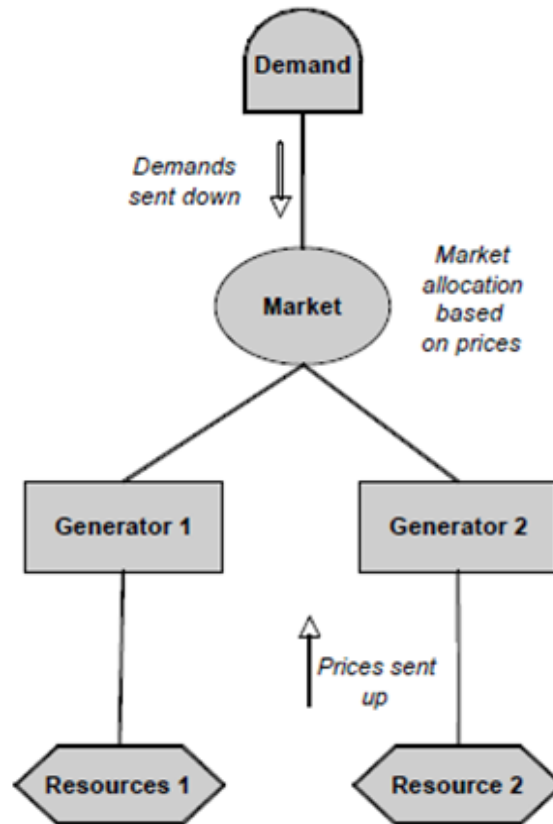 Demand
Demands
sent down
Market
allocation
based
on prices
Market
Generator 1
Generator 2
Prices sent
up
Resources 1
Resource 2